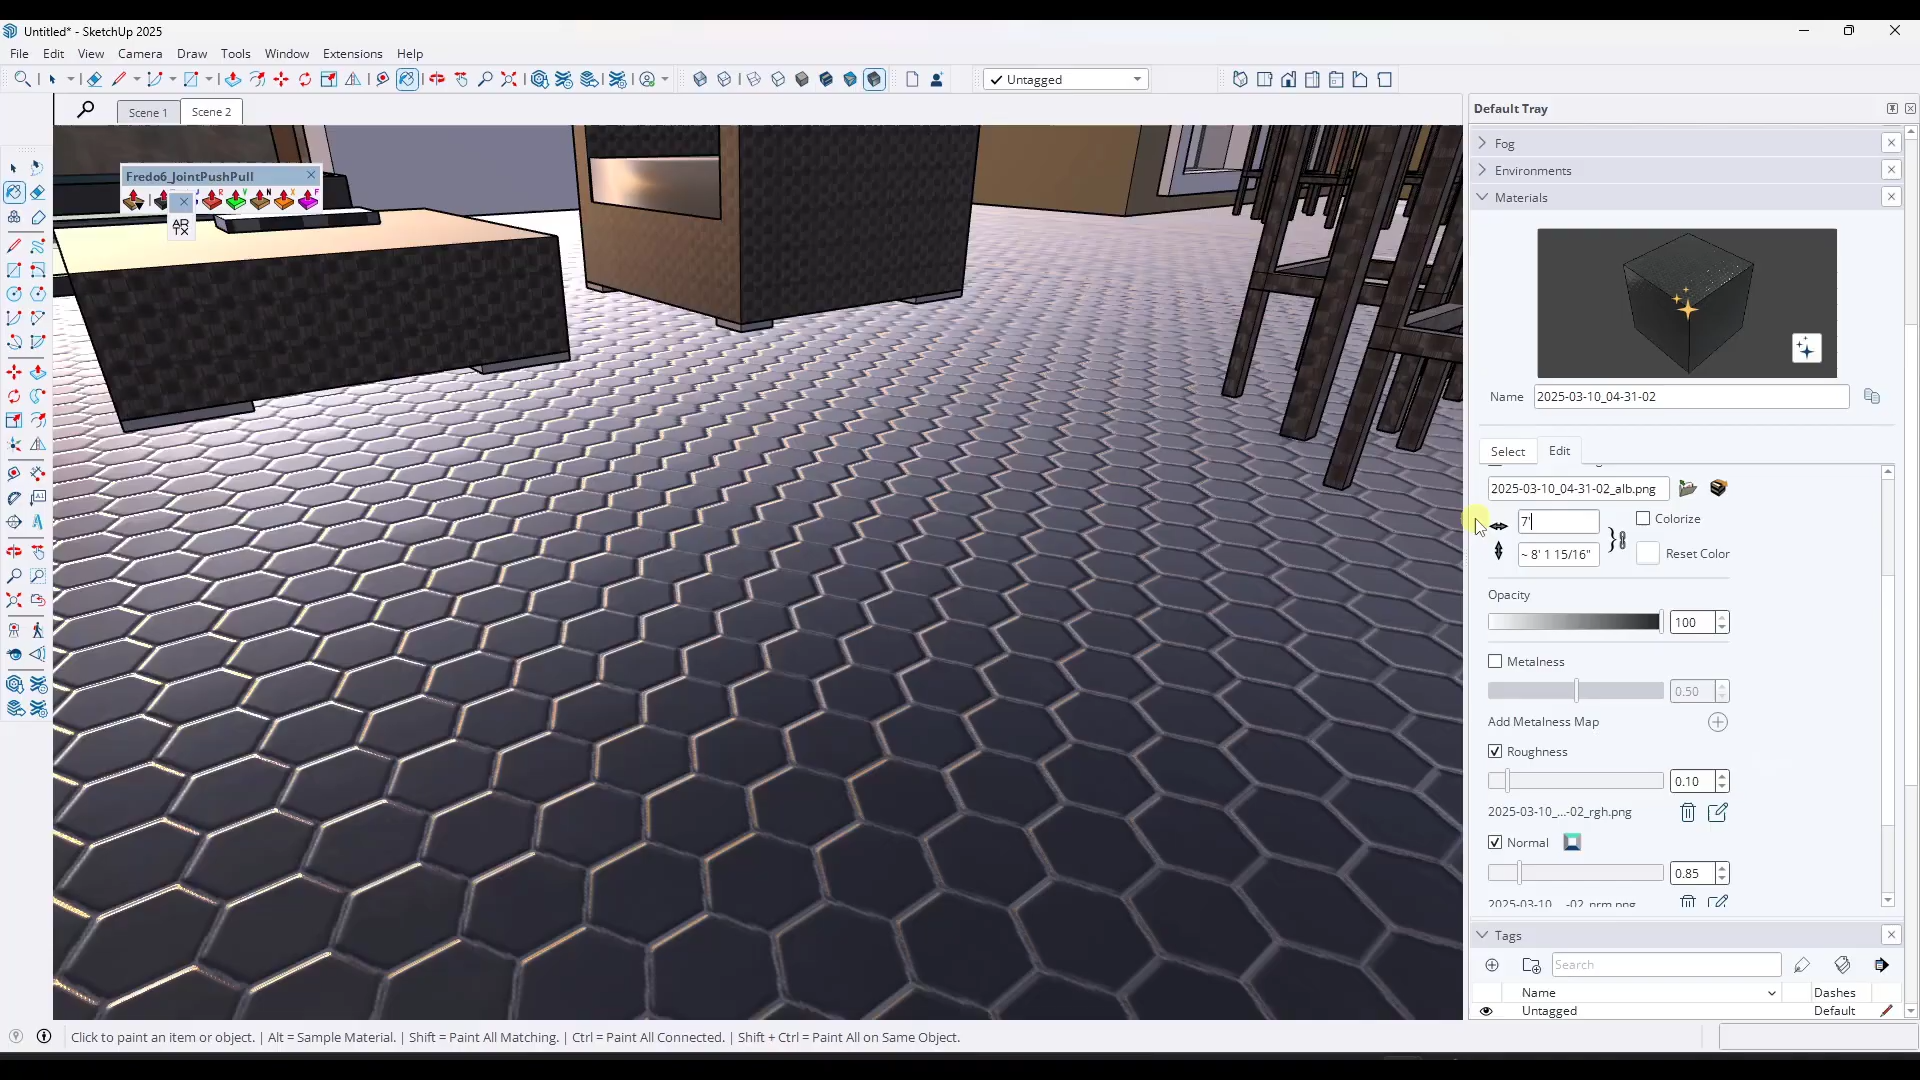 Untitled* - SketchUp 2025
File Edit View Camera Draw Tools Window Extensions Help
Untagged
Scene 1 Scene 2
Default Tray
Fog
Environments
Materials
Fredo6_JointPushPull
Name 2025-03-10_04-31-02
Select Edit
2025-03-10_04-31-02_alb.png
7'
Colorize
~ 8' 1 15/16"
Reset Color
Opacity
100
Metalness
0.50
Add Metalness Map
Roughness
0.10
2025-03-10_...-02_rgh.png
Normal
0.85
2025-03-10_...-02_nrm.png
Tags
Search
Name Dashes
Untagged Default
Click to paint an item or object. | Alt = Sample Material. | Shift = Paint All Matching. | Ctrl = Paint All Connected. | Shift + Ctrl = Paint All on Same Object.